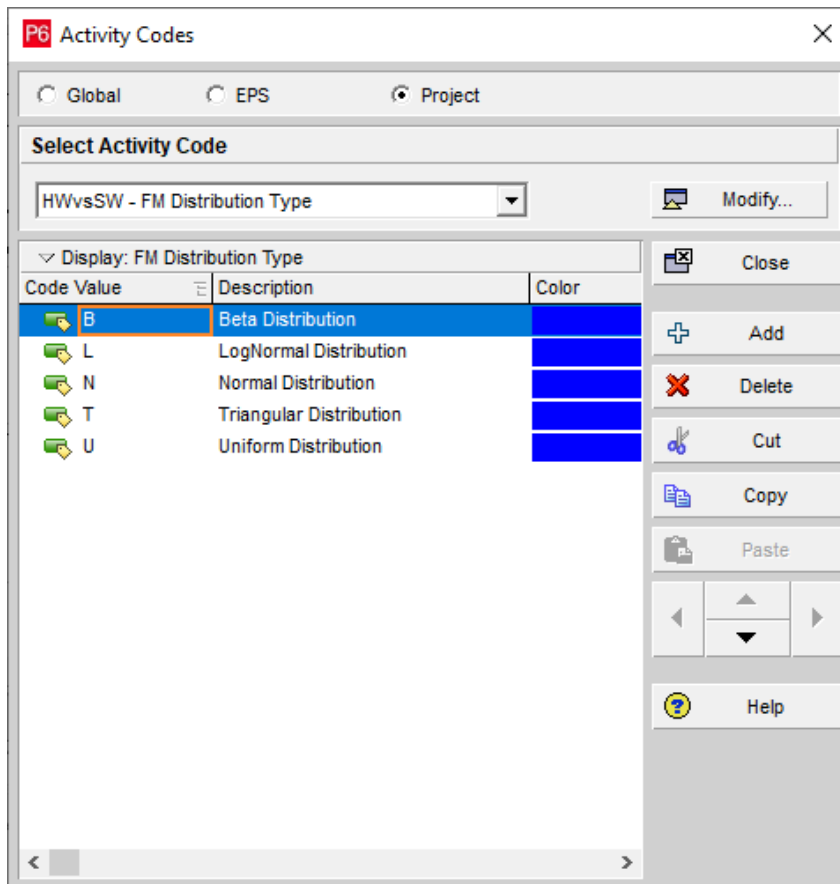 P6 Activity Codes
Global EPS Project
Select Activity Code
HWvsSW - FM Distribution Type
Modify...
Display: FM Distribution Type
Close
Code Value Description Color
B Beta Distribution
Add
L LogNormal Distribution
N Normal Distribution
Delete
T Triangular Distribution
U Uniform Distribution
Cut
Copy
Paste
? Help